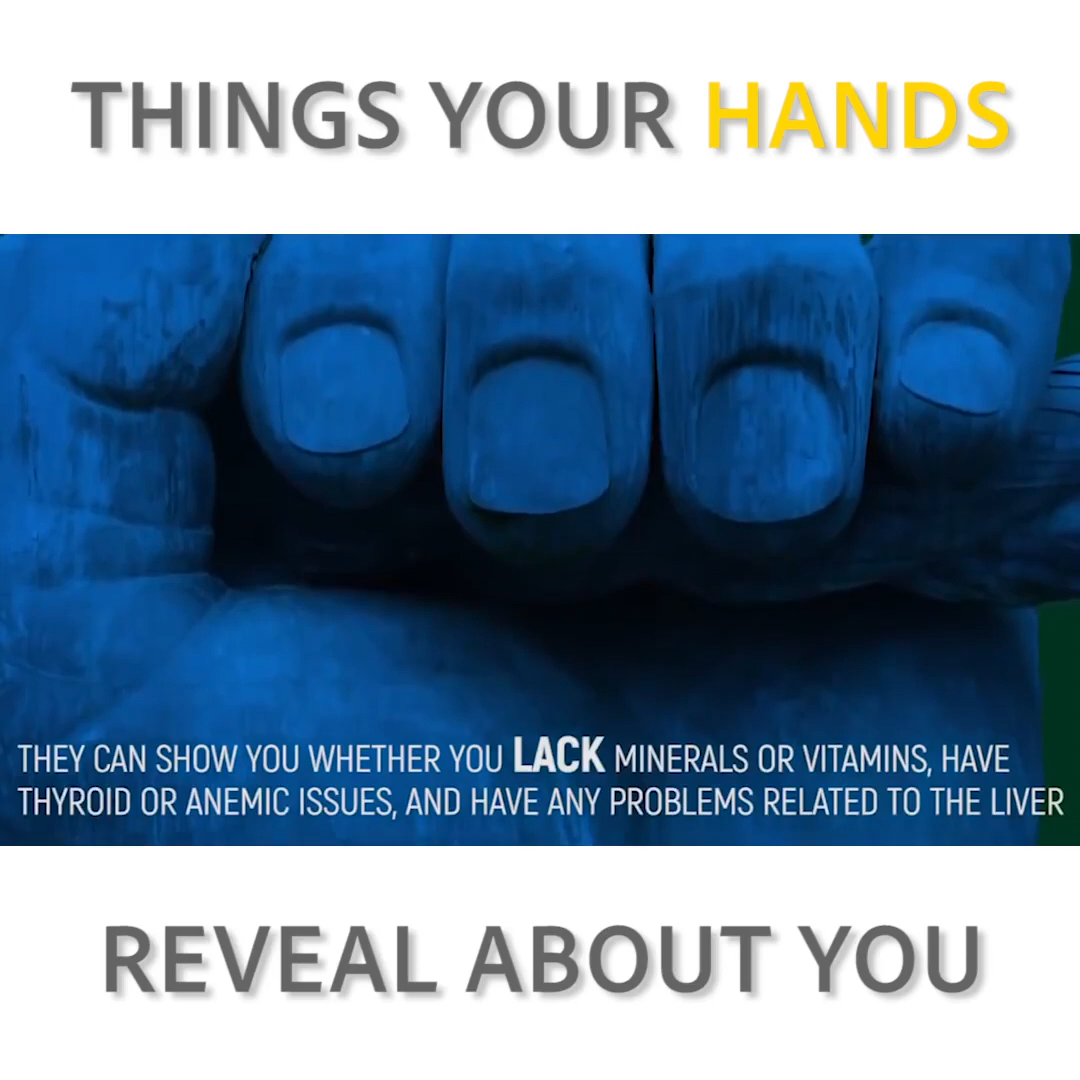 THINGS YOUR HANDS
THEY CAN SHOW YOU WHETHER YOU LACK MINERALS OR VITAMINS, HAVE
THYROID OR ANEMIC ISSUES, AND HAVE ANY PROBLEMS RELATED TO THE LIVER
REVEAL ABOUT YOU